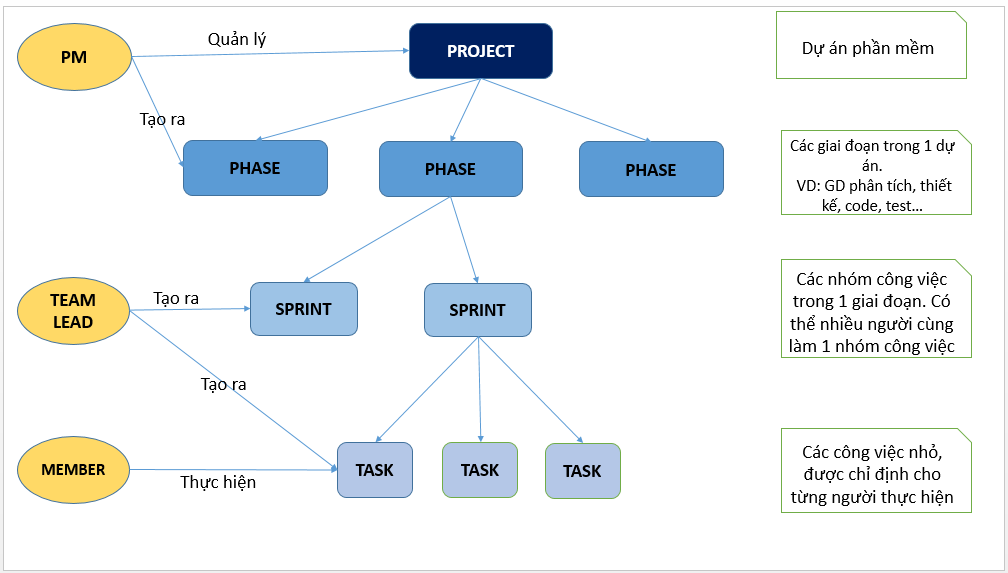 PM
Quản lý
PROJECT
Dự án phần mềm
Tạo ra
PHASE
PHASE
PHASE
Các giai đoạn trong 1 dự
án.
VD: GD phân tích, thiết
kế, code, test...
TEAM
LEAD
Tạo ra
SPRINT
SPRINT
Các nhóm công việc
trong 1 giai đoạn. Có
thể nhiều người cùng
làm 1 nhóm công việc
Tạo ra
MEMBER
Thực hiện
TASK
TASK
TASK
Các công việc nhỏ,
được chỉ định cho
từng người thực hiện